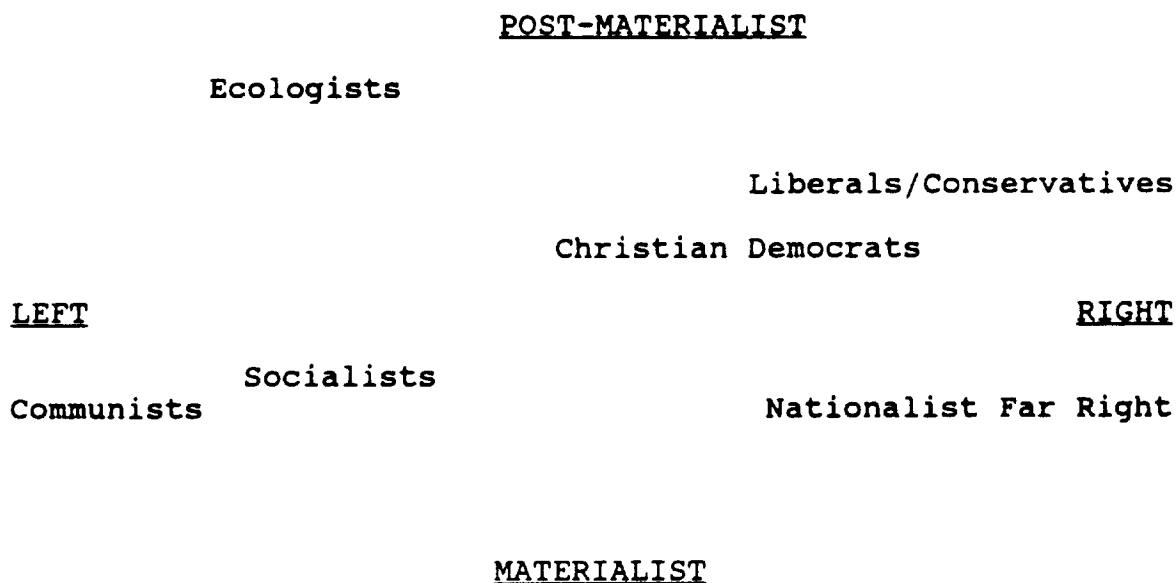 POST-MATERIALIST
Ecologists
Liberals/Conservatives
Christian Democrats
LEFT RIGHT
Socialists
Communists Nationalist Far Right
MATERIALIST